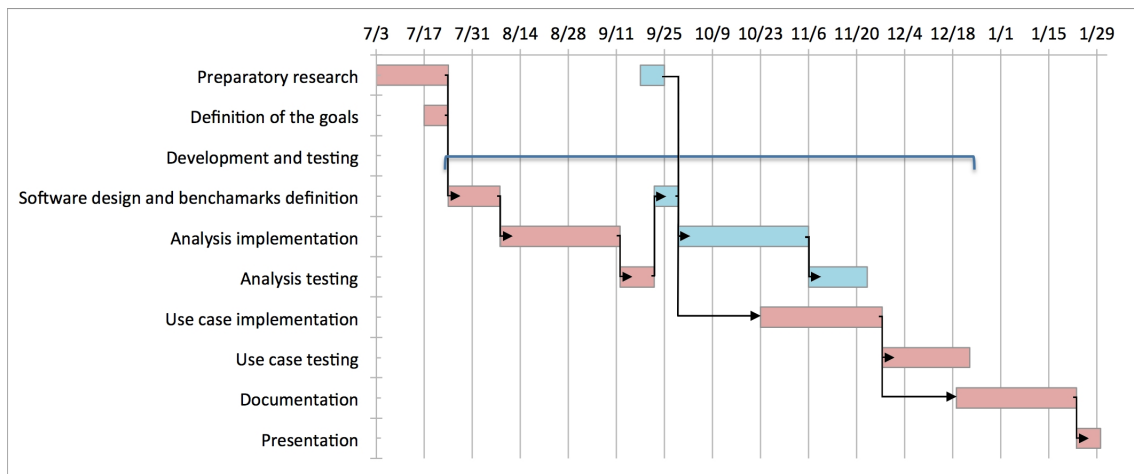 7/3 7/17 7/31 8/14 8/28 9/11 9/25 10/9 10/23 11/6 11/20 12/4 12/18 1/1 1/15 1/29
Preparatory research
Definition of the goals
Development and testing
Software design and benchamarks definition
Analysis implementation
Analysis testing
Use case implementation
Use case testing
Documentation
Presentation